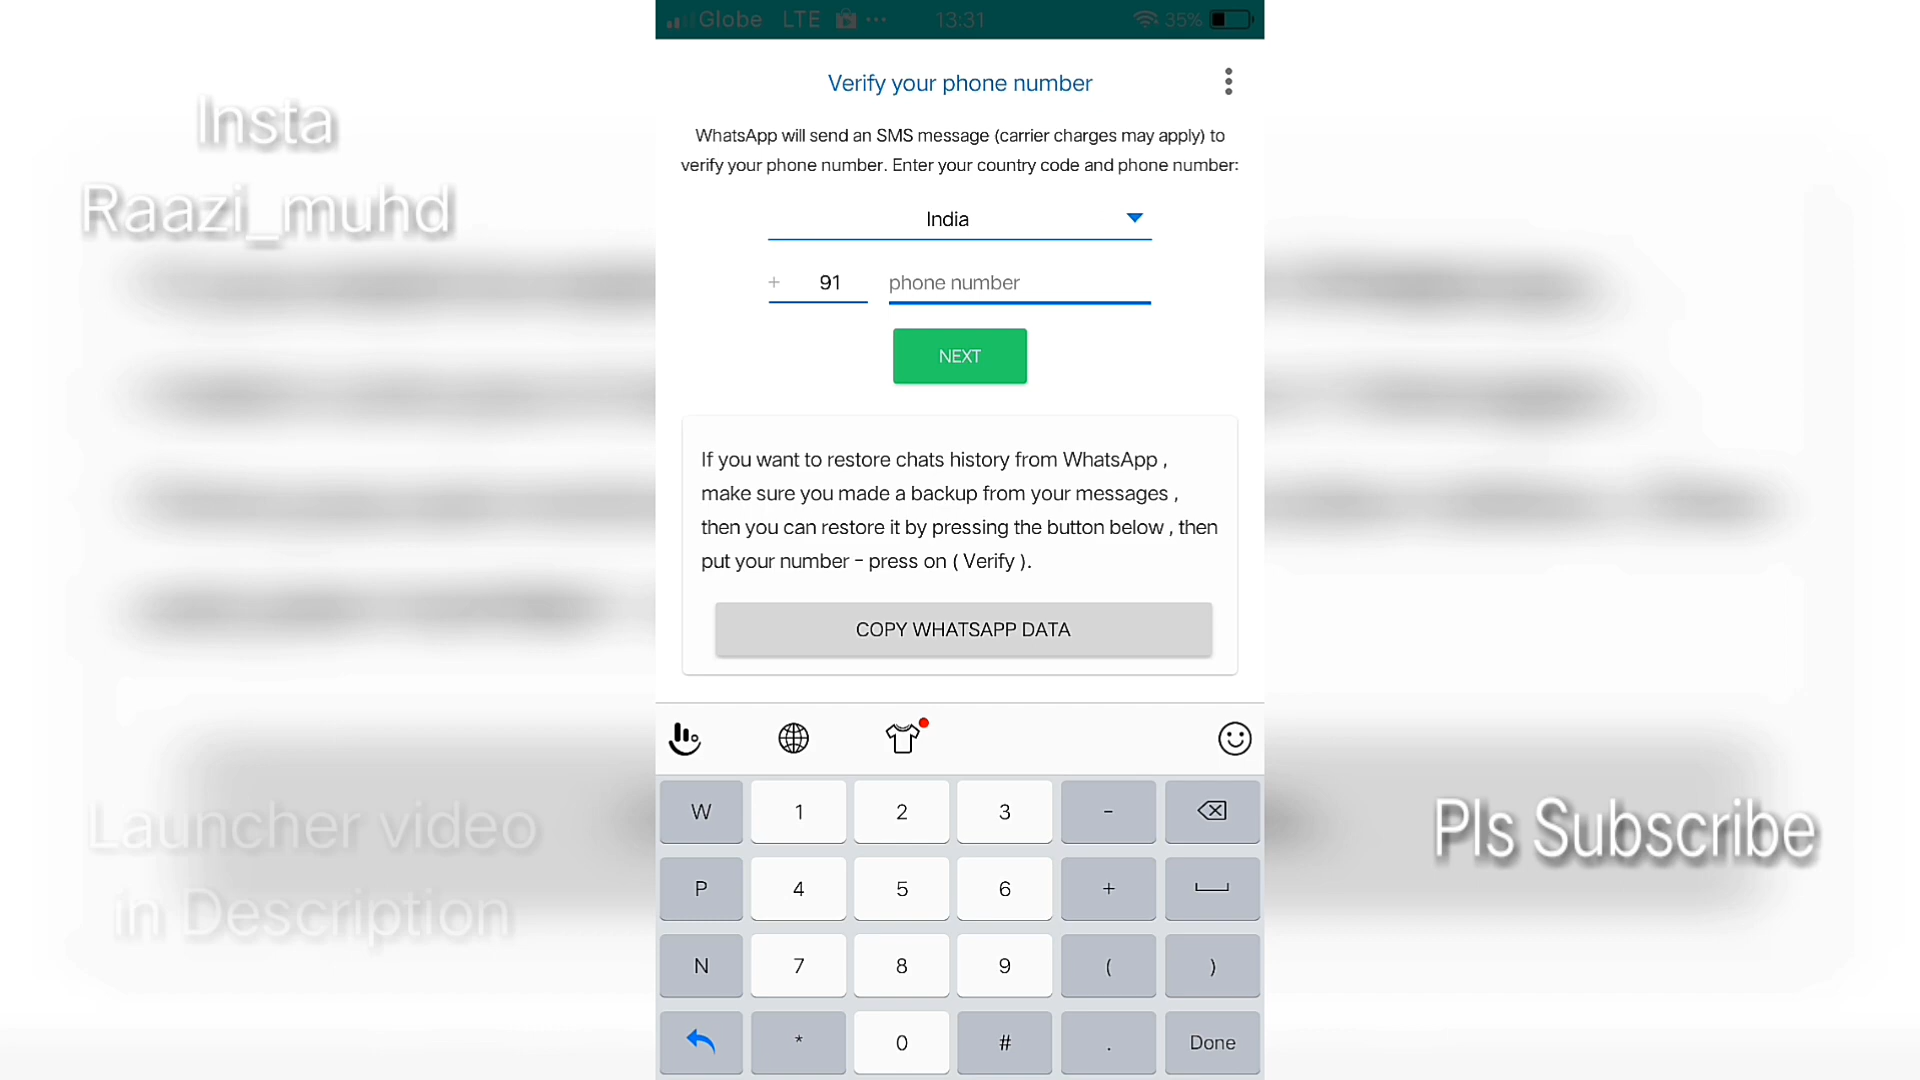 Globe LTE ... 13:31 35%
Insta
Raazi_muhd
Verify your phone number
WhatsApp will send an SMS message (carrier charges may apply) to
verify your phone number. Enter your country code and phone number:
India
+ 91 phone number
NEXT
If you want to restore chats history from WhatsApp ,
make sure you made a backup from your messages ,
then you can restore it by pressing the button below , then
put your number - press on ( Verify ).
COPY WHATSAPP DATA
Launcher video
in Description
Pls Subscribe
W 1 2 3 -
P 4 5 6 +
N 7 8 9 ( )
* 0 # . Done